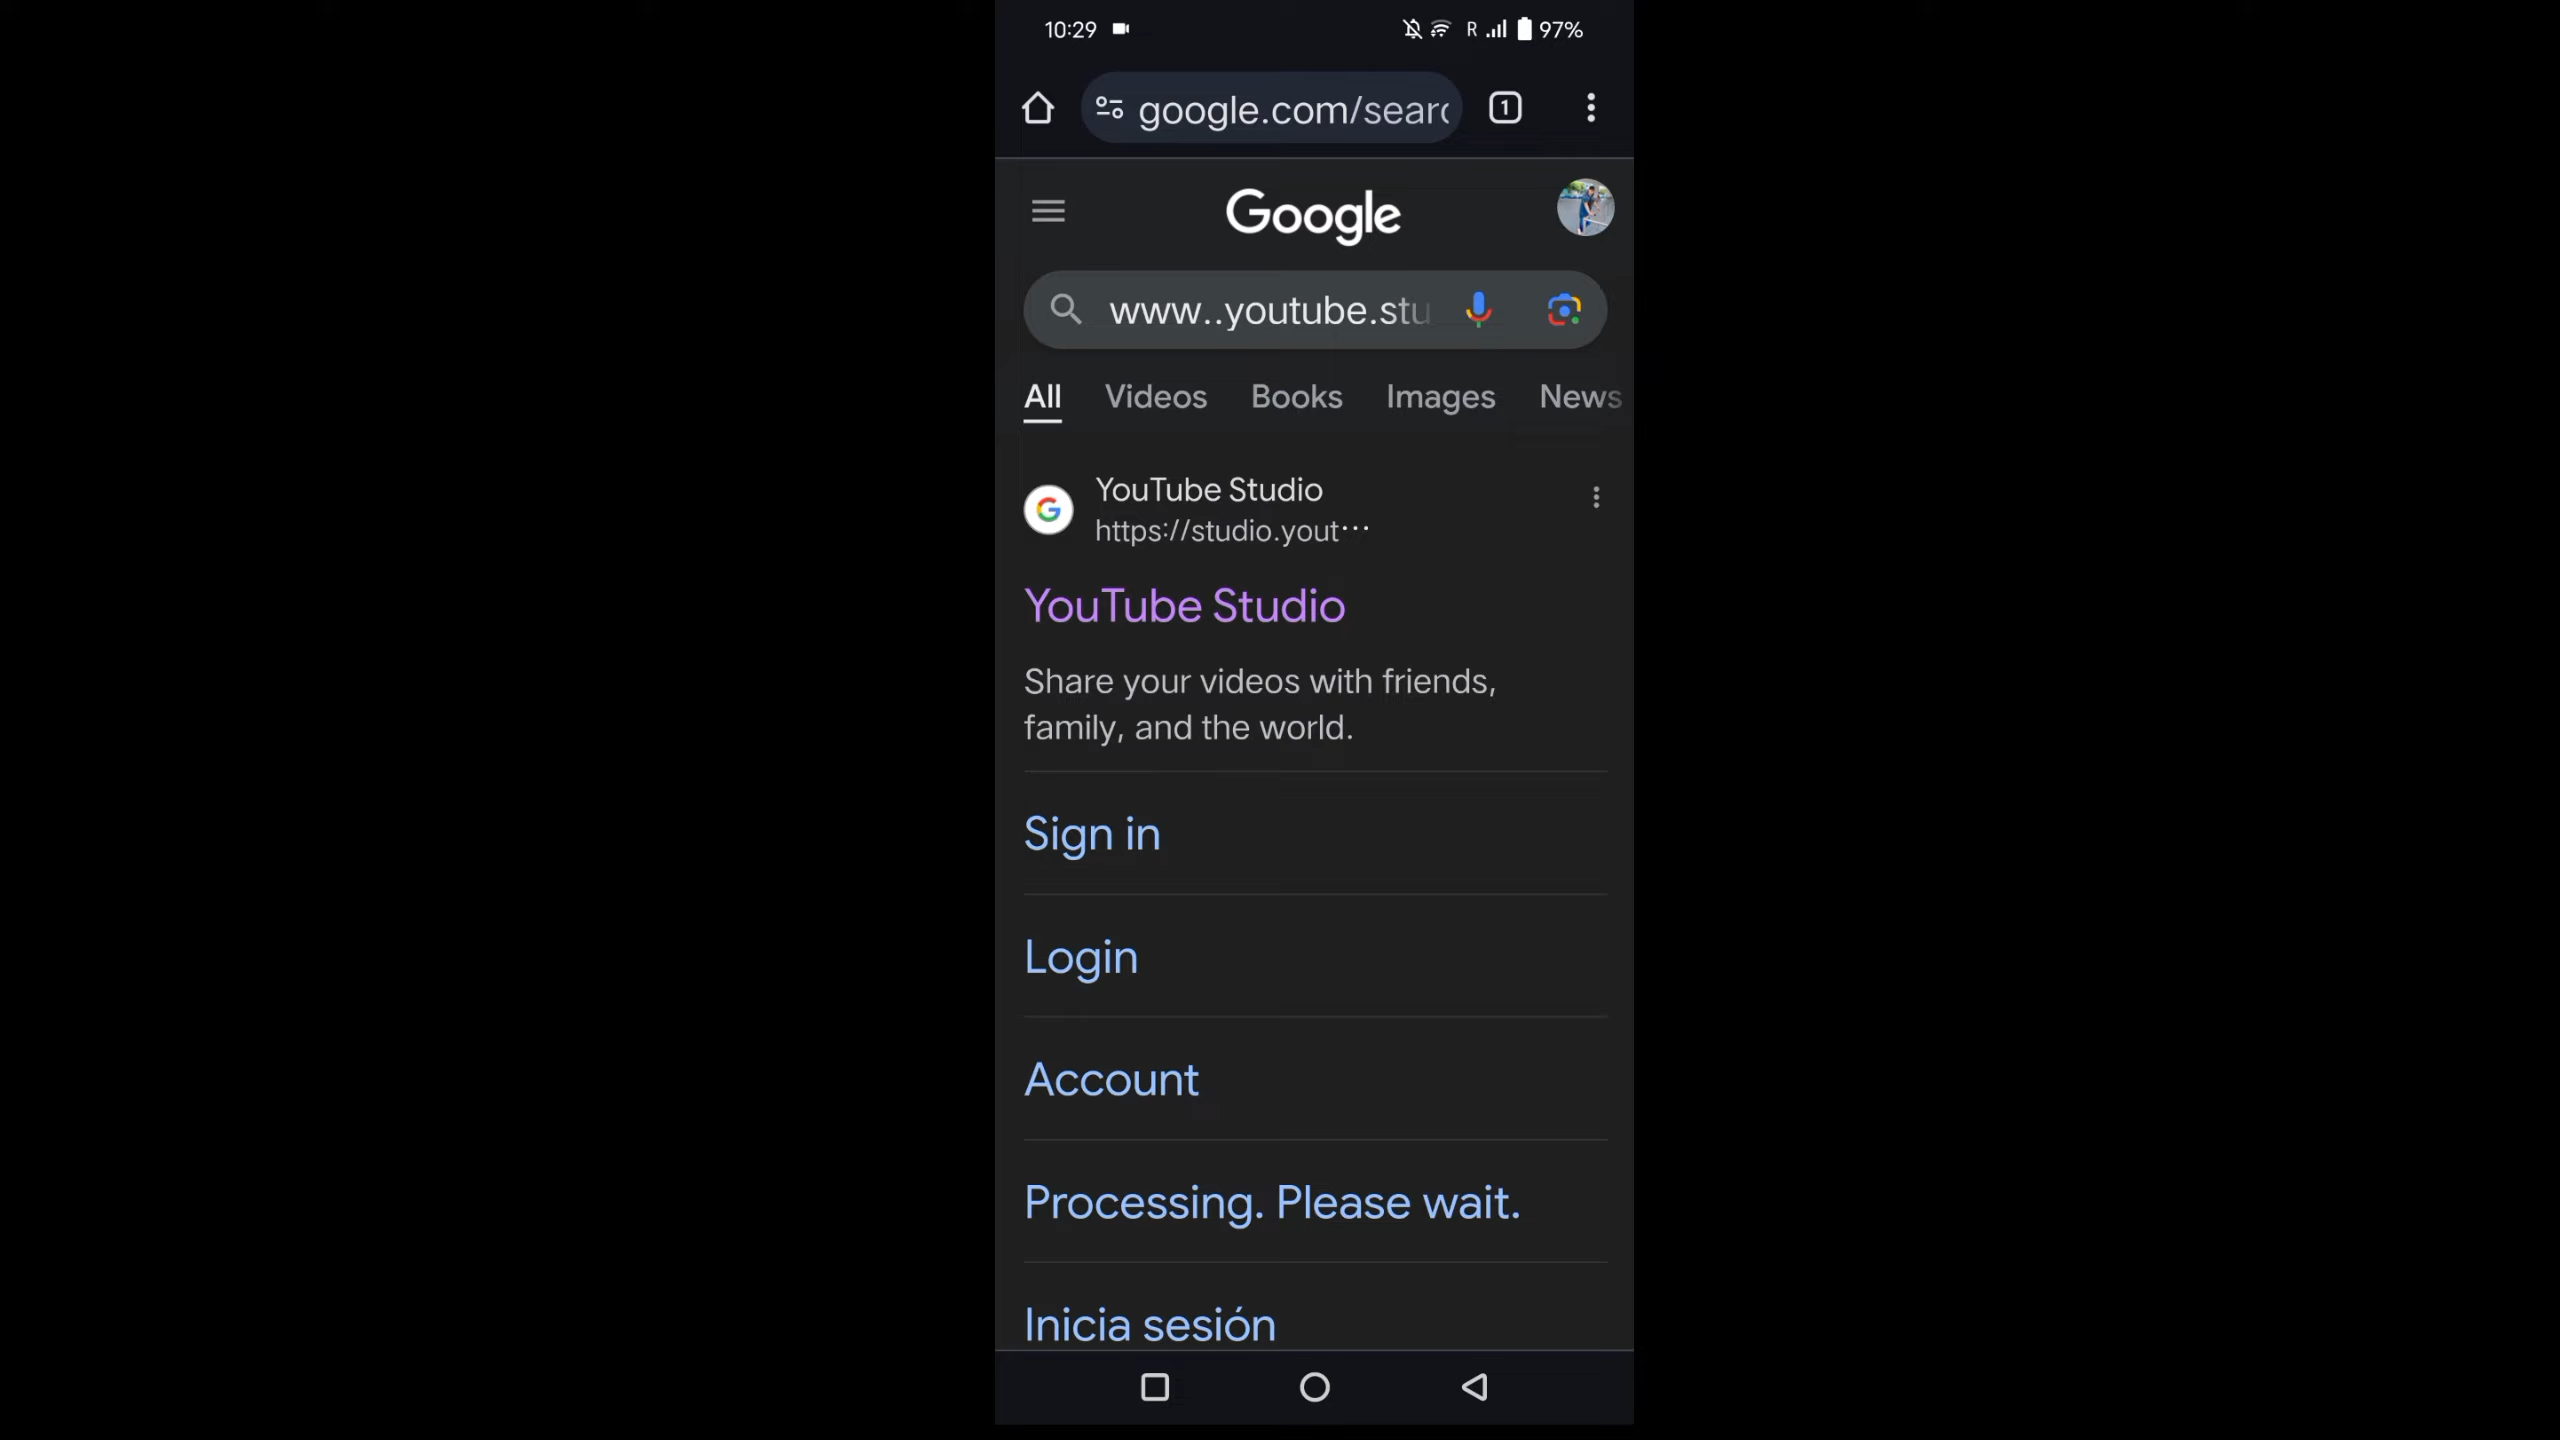 10:29 R 97%
google.com/searc
1
Google
www..youtube.stu
All Videos Books Images News
YouTube Studio
https://studio.yout...
YouTube Studio
Share your videos with friends,
family, and the world.
Sign in
Login
Account
Processing. Please wait.
Inicia sesión